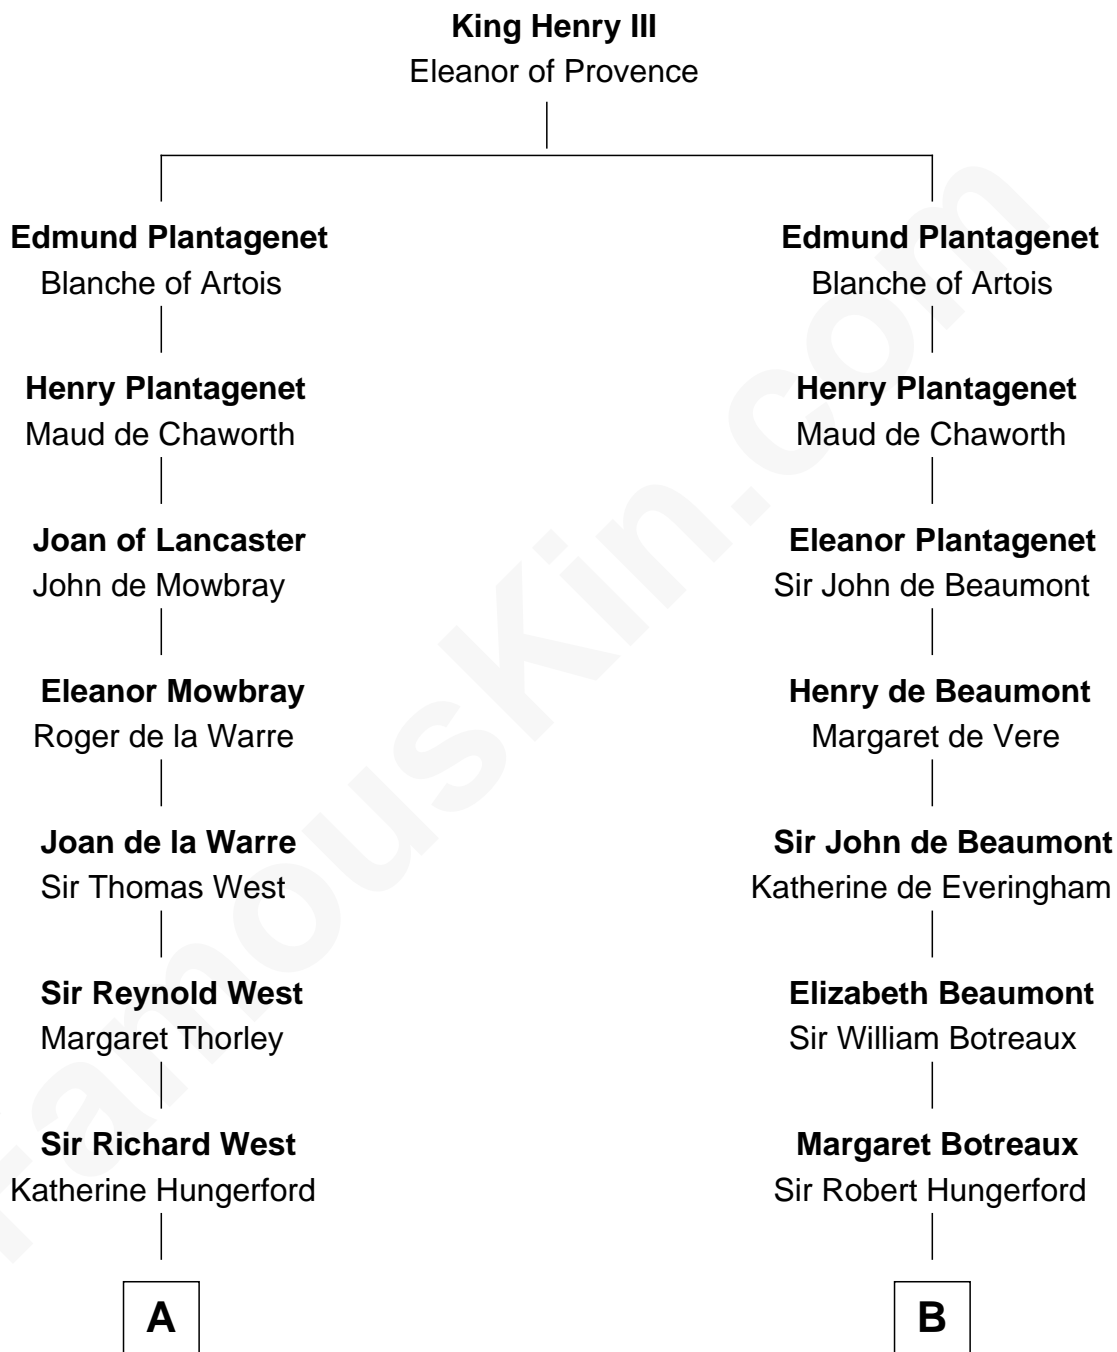 King Henry III
Eleanor of Provence
Edmund Plantagenet
Blanche of Artois
Henry Plantagenet
Maud de Chaworth
Joan of Lancaster
John de Mowbray
Eleanor Mowbray
Roger de la Warre
Joan de la Warre
Sir Thomas West
Sir Reynold West
Margaret Thorley
Sir Richard West
Katherine Hungerford
A
Edmund Plantagenet
Blanche of Artois
Henry Plantagenet
Maud de Chaworth
Eleanor Plantagenet
Sir John de Beaumont
Henry de Beaumont
Margaret de Vere
Sir John de Beaumont
Katherine de Everingham
Elizabeth Beaumont
Sir William Botreaux
Margaret Botreaux
Sir Robert Hungerford
B
FamousKin.com